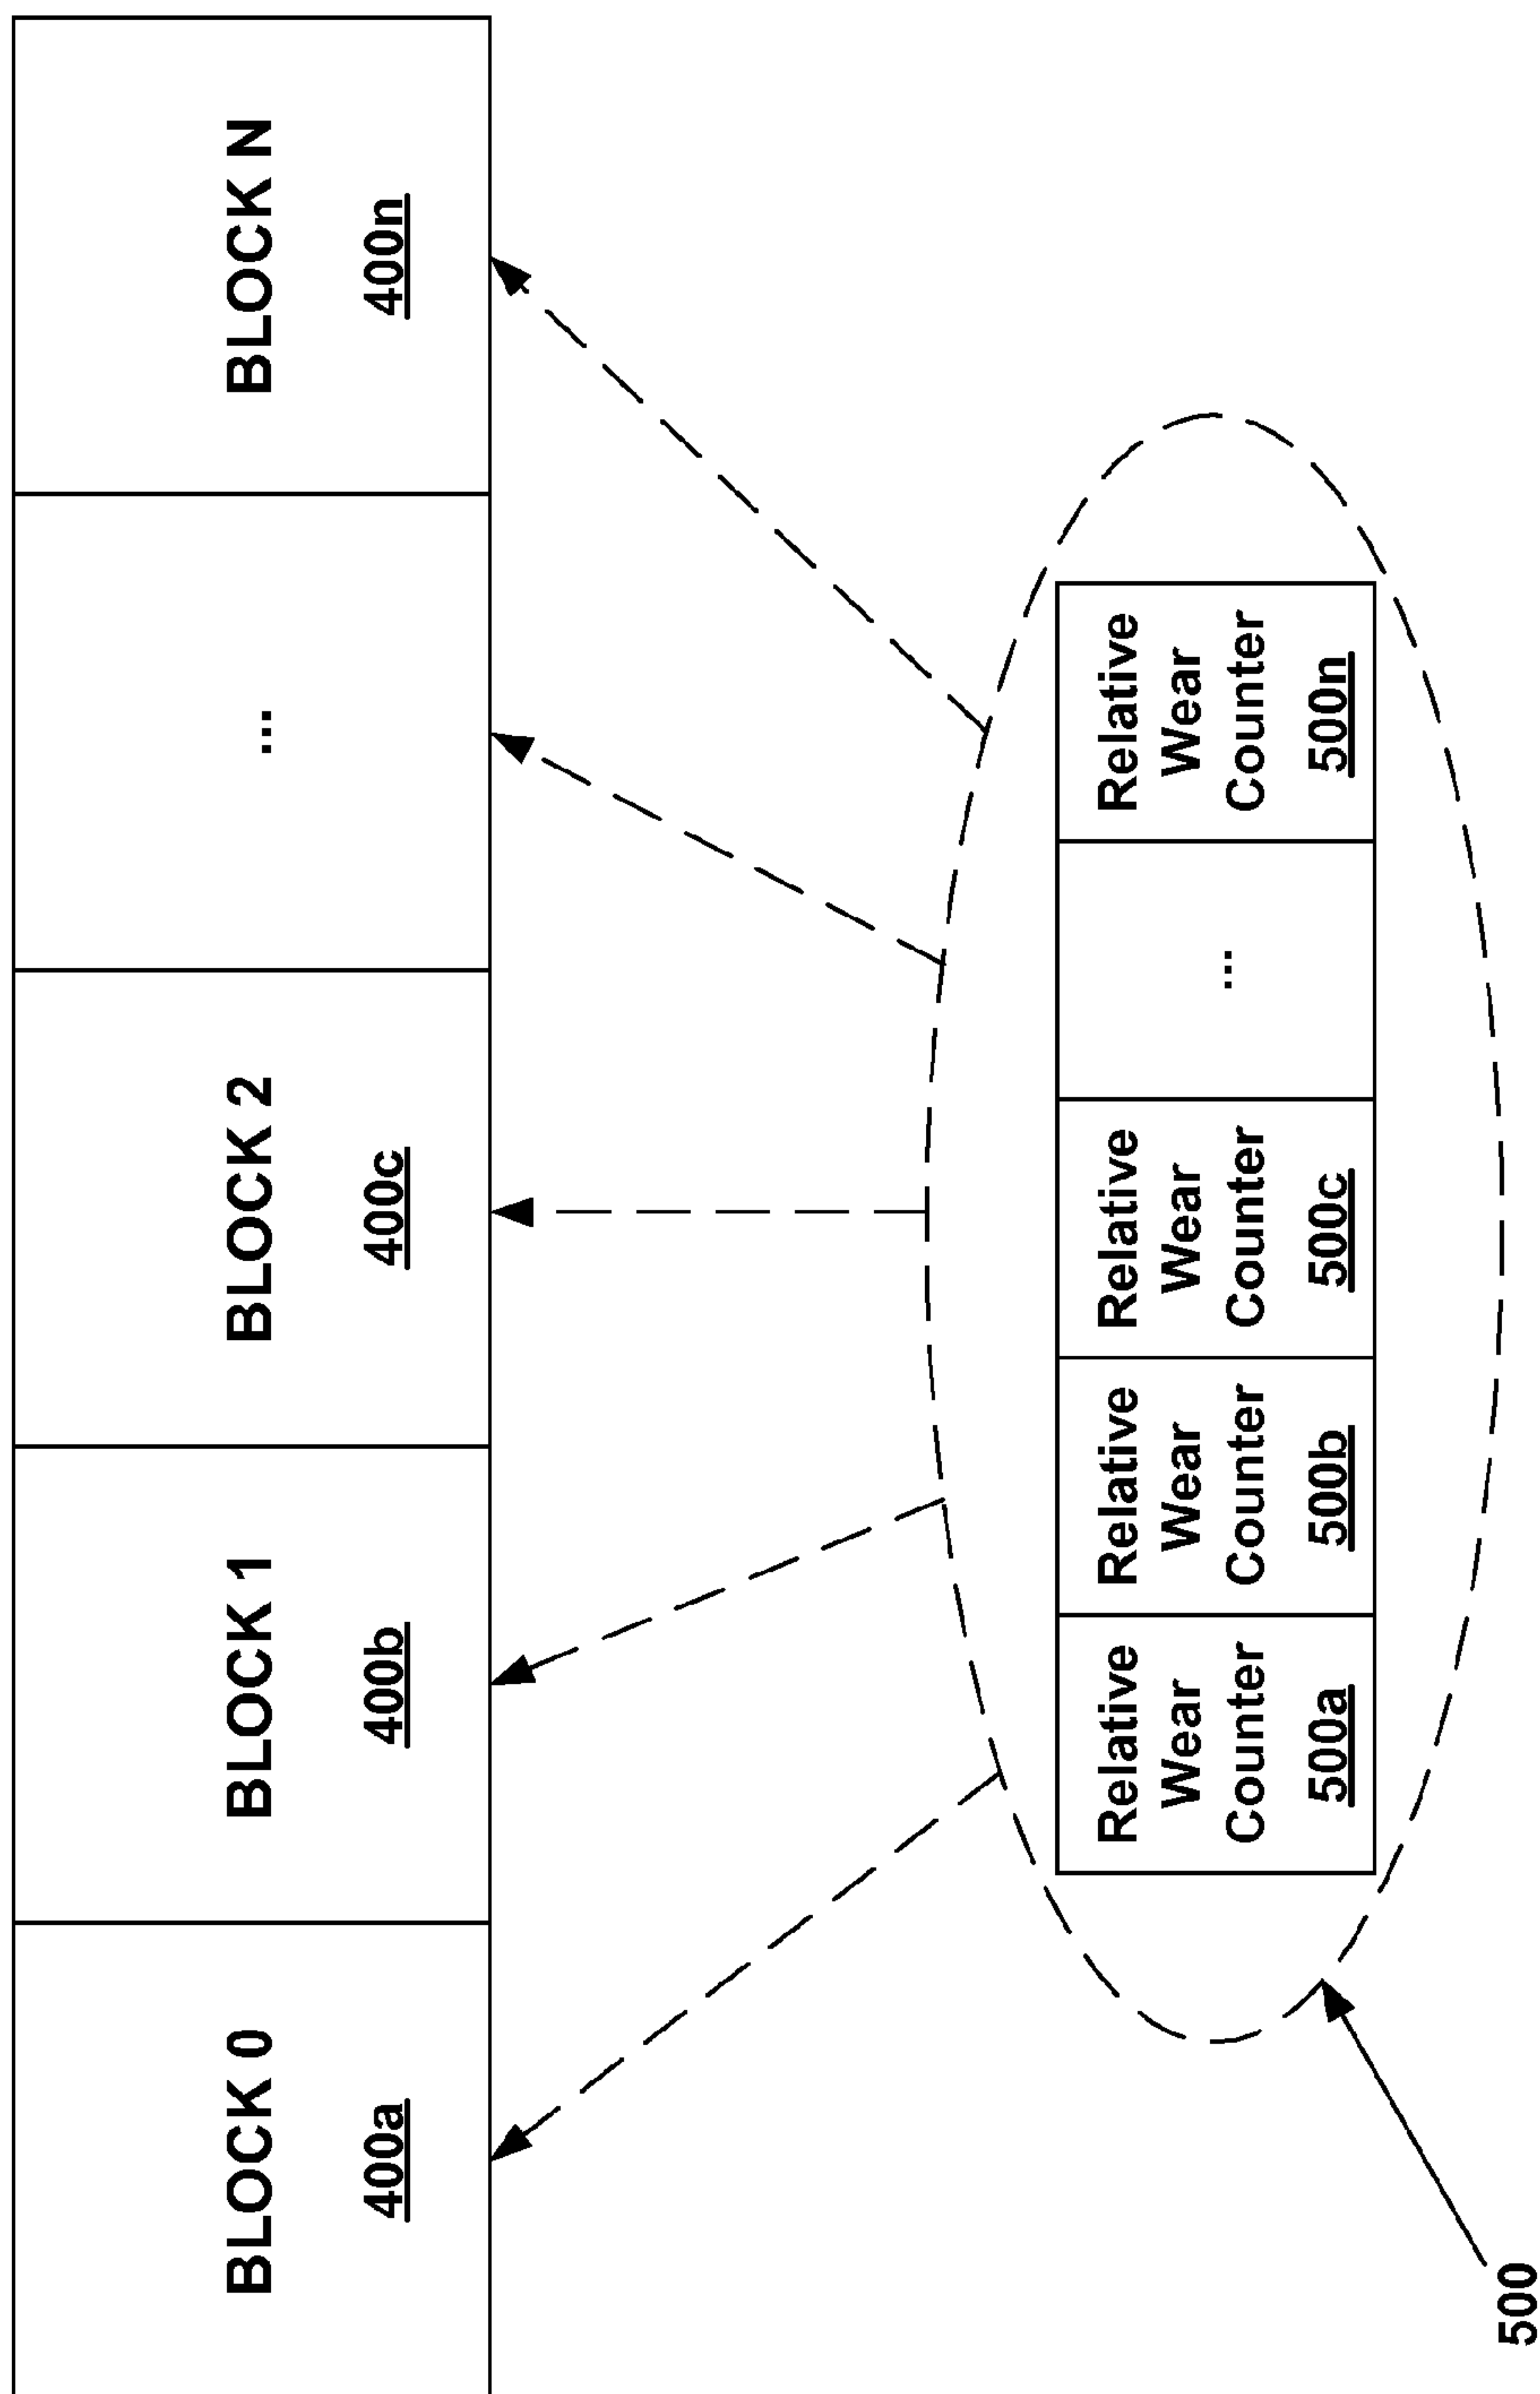 BLOCK 0
400a
BLOCK 1
400b
BLOCK 2
400c
...
BLOCK N
400n
Relative
Wear
Counter
500a
Relative
Wear
Counter
500b
Relative
Wear
Counter
500c
...
Relative
Wear
Counter
500n
500